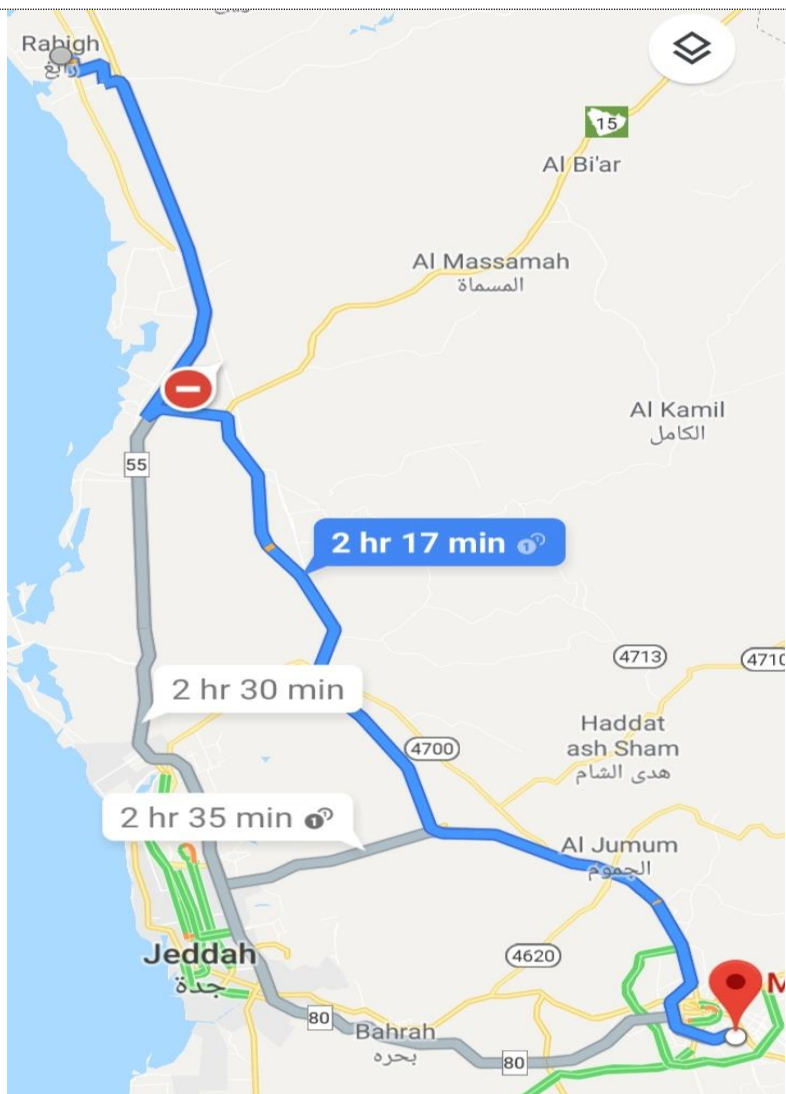 Rabigh
رابغ
15
Al Bi'ar
Al Massamah
المسماة
Al Kamil
الكامل
55
2 hr 17 min
4713
4710
2 hr 30 min
Haddat
ash Sham
هدى الشام
4700
2 hr 35 min
Al Jumum
الجموم
Jeddah
جدة
4620
M
80
Bahrah
بحره
80